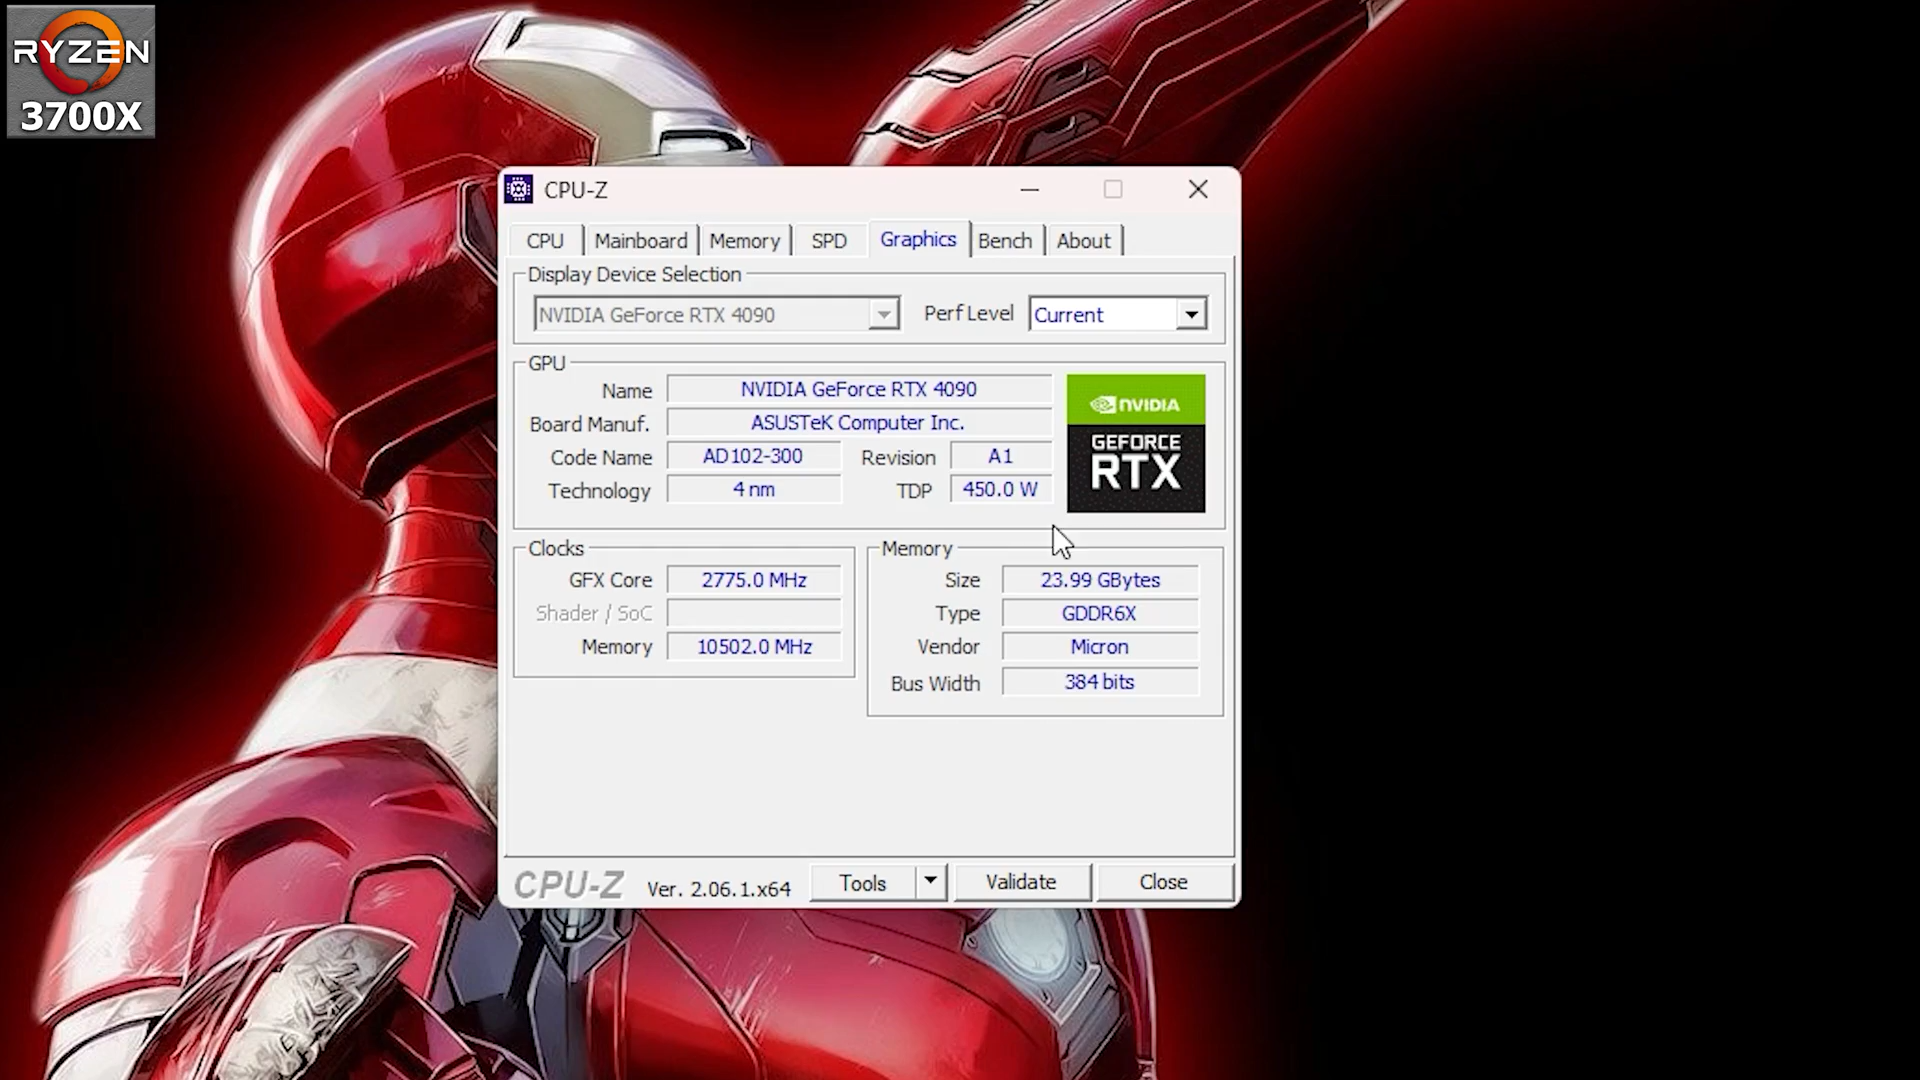 RYZEN
3700X
CPU-Z
CPU Mainboard Memory SPD Graphics Bench About
Display Device Selection
NVIDIA GeForce RTX 4090 Perf Level Current
GPU
Name NVIDIA GeForce RTX 4090
Board Manuf. ASUSTeK Computer Inc.
Code Name AD102-300 Revision A1
Technology 4 nm TDP 450.0 W
NVIDIA
GEFORCE
RTX
Clocks
GFX Core 2775.0 MHz
Shader / SoC
Memory 10502.0 MHz
Memory
Size 23.99 GBytes
Type GDDR6X
Vendor Micron
Bus Width 384 bits
CPU-Z Ver. 2.06.1.x64 Tools Validate Close